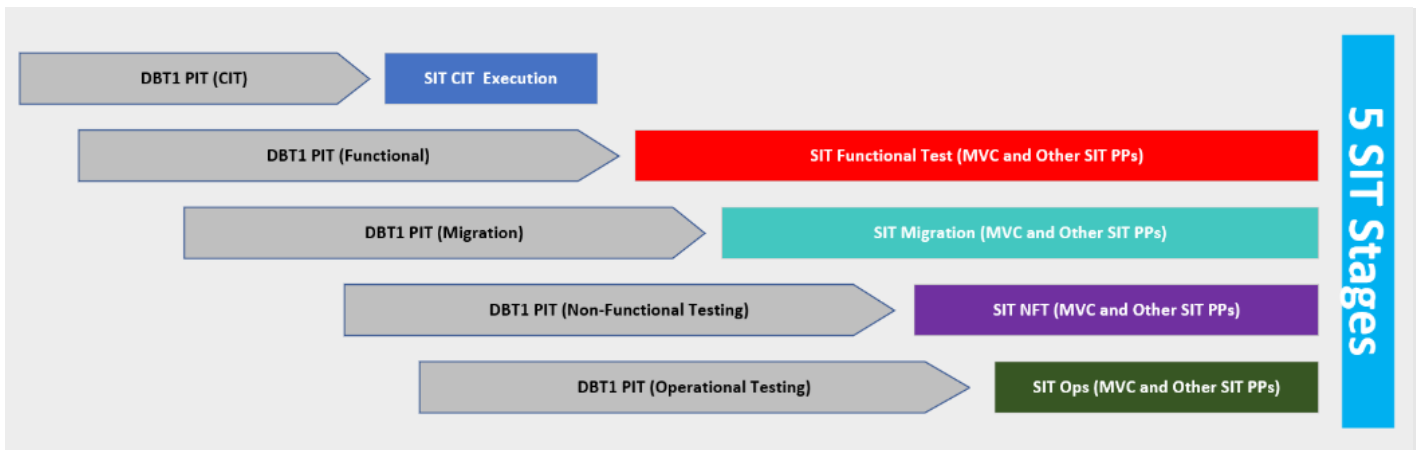 DBT1 PIT (CIT)
SIT CIT Execution
DBT1 PIT (Functional)
SIT Functional Test (MVC and Other SIT PPs)
DBT1 PIT (Migration)
SIT Migration (MVC and Other SIT PPs)
DBT1 PIT (Non-Functional Testing)
SIT NFT (MVC and Other SIT PPs)
DBT1 PIT (Operational Testing)
SIT Ops (MVC and Other SIT PPs)
5 SIT Stages